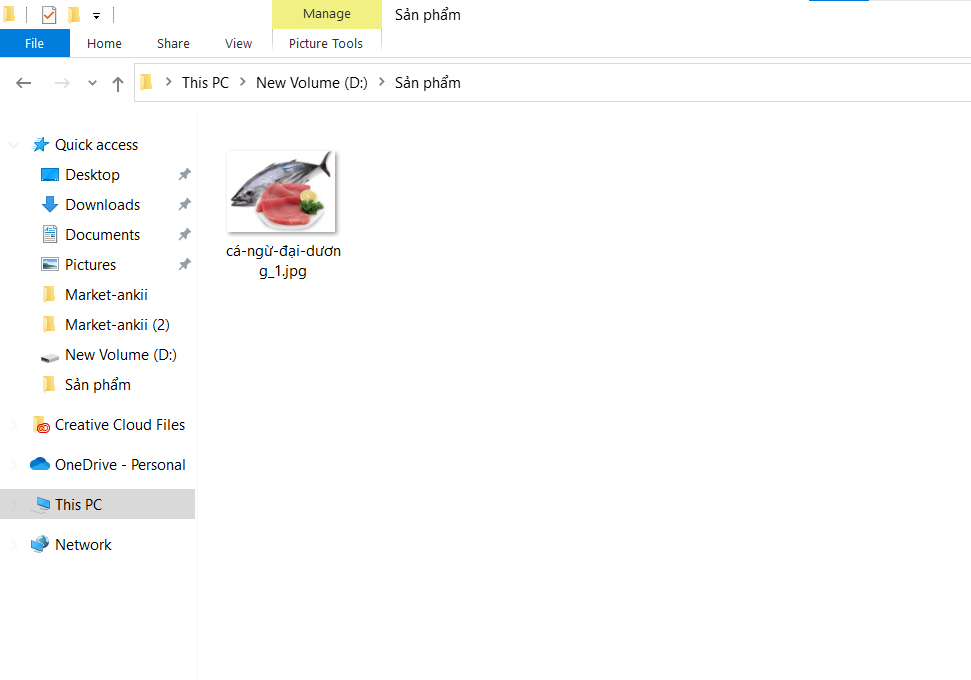 Manage
Sản phẩm
File
Home
Share
View
Picture Tools
This PC
New Volume (D:)
Sản phẩm
Quick access
Desktop
Downloads
Documents
Pictures
Market-ankii
Market-ankii (2)
New Volume (D:)
Sản phẩm
Creative Cloud Files
OneDrive - Personal
This PC
Network
cá-ngừ-đại-dươn
g_1.jpg